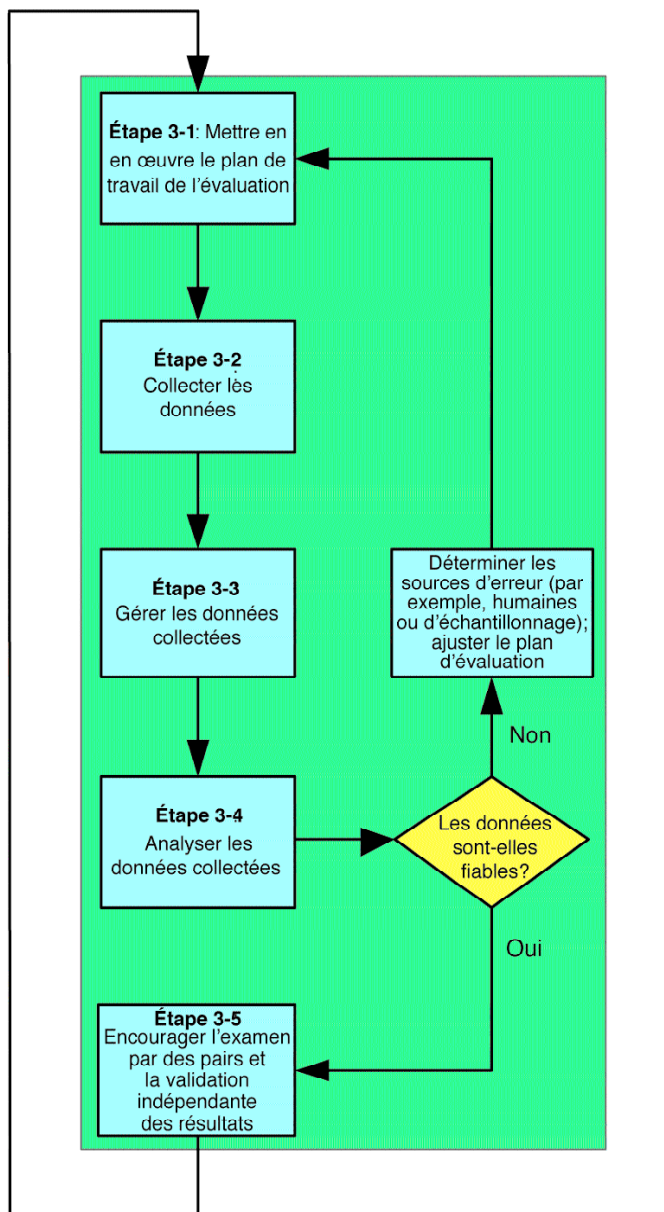 Étape 3-1: Mettre en
en œuvre le plan de
travail de l'évaluation
Étape 3-2
Collecter les
données
Étape 3-3
Gérer les données
collectées
Déterminer les
sources d'erreur (par
exemple, humaines
ou d'échantillonnage);
ajuster le plan
d'évaluation
Non
Étape 3-4
Analyser les
données collectées
Les données
sont-elles
fiables?
Oui
Étape 3-5
Encourager l'examen
par des pairs et
la validation
indépendante
des résultats